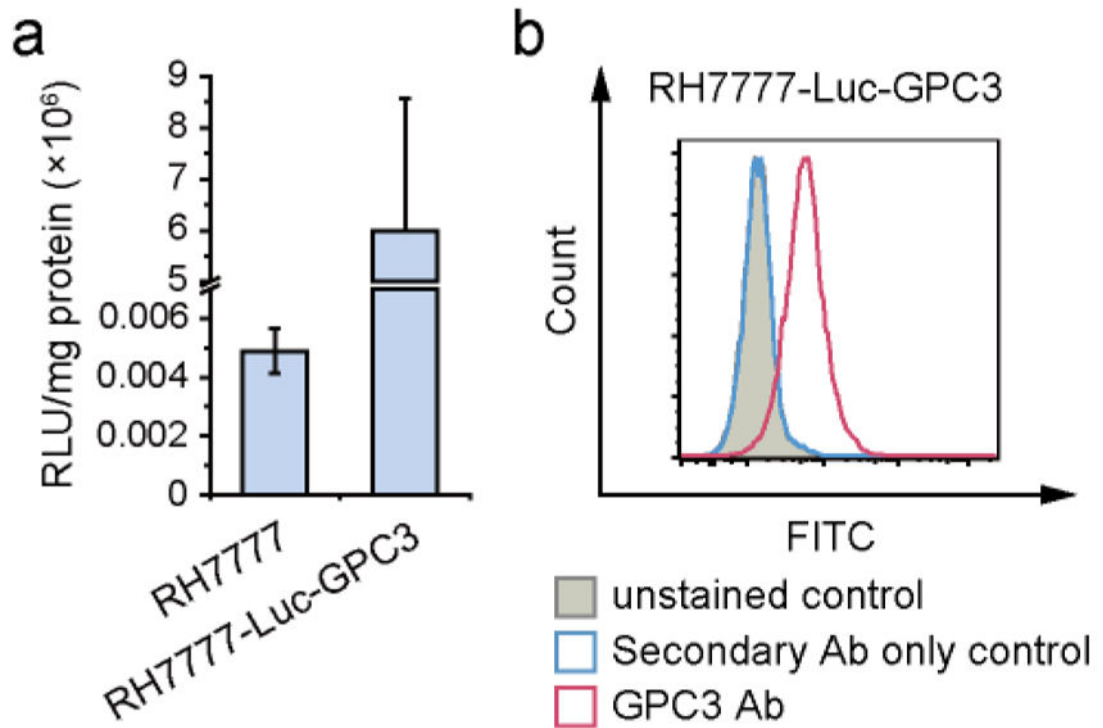 a
RLU/mg protein (×10⁶)
9
8
7
6
5
0.006
0.004
0.002
0
RH7777
RH7777-Luc-GPC3
b
RH7777-Luc-GPC3
Count
FITC
unstained control
Secondary Ab only control
GPC3 Ab